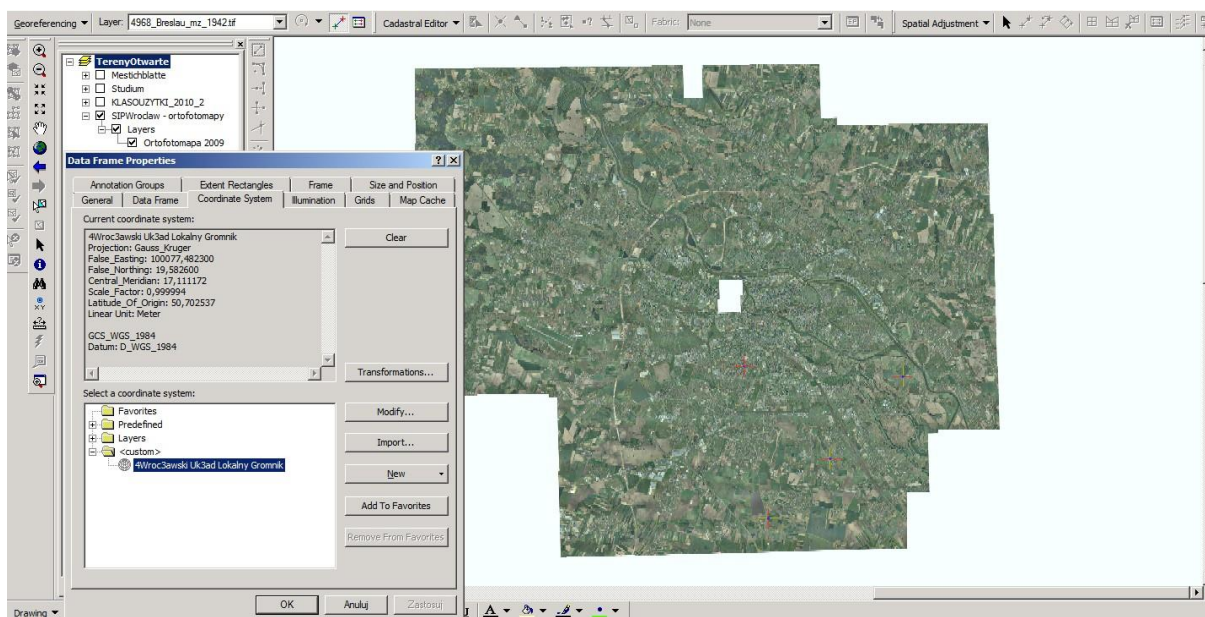 Georeferencing Layer: 4968_Breslau_mz_1942.tif Cadastral Editor Fabric: None Spatial Adjustment
TerenyOtwarte
Mestichblatte
Studium
KLASOUZYTKI_2010_2
SIPWroclaw - ortofotomapy
Layers
Ortofotomapa 2009
Data Frame Properties
Annotation Groups Extent Rectangles Frame Size and Position
General Data Frame Coordinate System Illumination Grids Map Cache
Current coordinate system:
4Wroc3awski Uk3ad Lokalny Gromnik
Projection: Gauss_Kruger
False_Easting: 100077,482300
False_Northing: 19,582600
Central_Meridian: 17,111172
Scale_Factor: 0,999994
Latitude_Of_Origin: 50,702537
Linear Unit: Meter
GCS_WGS_1984
Datum: D_WGS_1984
Clear
Transformations...
Select a coordinate system:
Favorites
Predefined
Layers
<custom>
4Wroc3awski Uk3ad Lokalny Gromnik
Modify...
Import...
New
Add To Favorites
Remove From Favorites
OK Anuluj Zastosuj
Drawing
A
XY